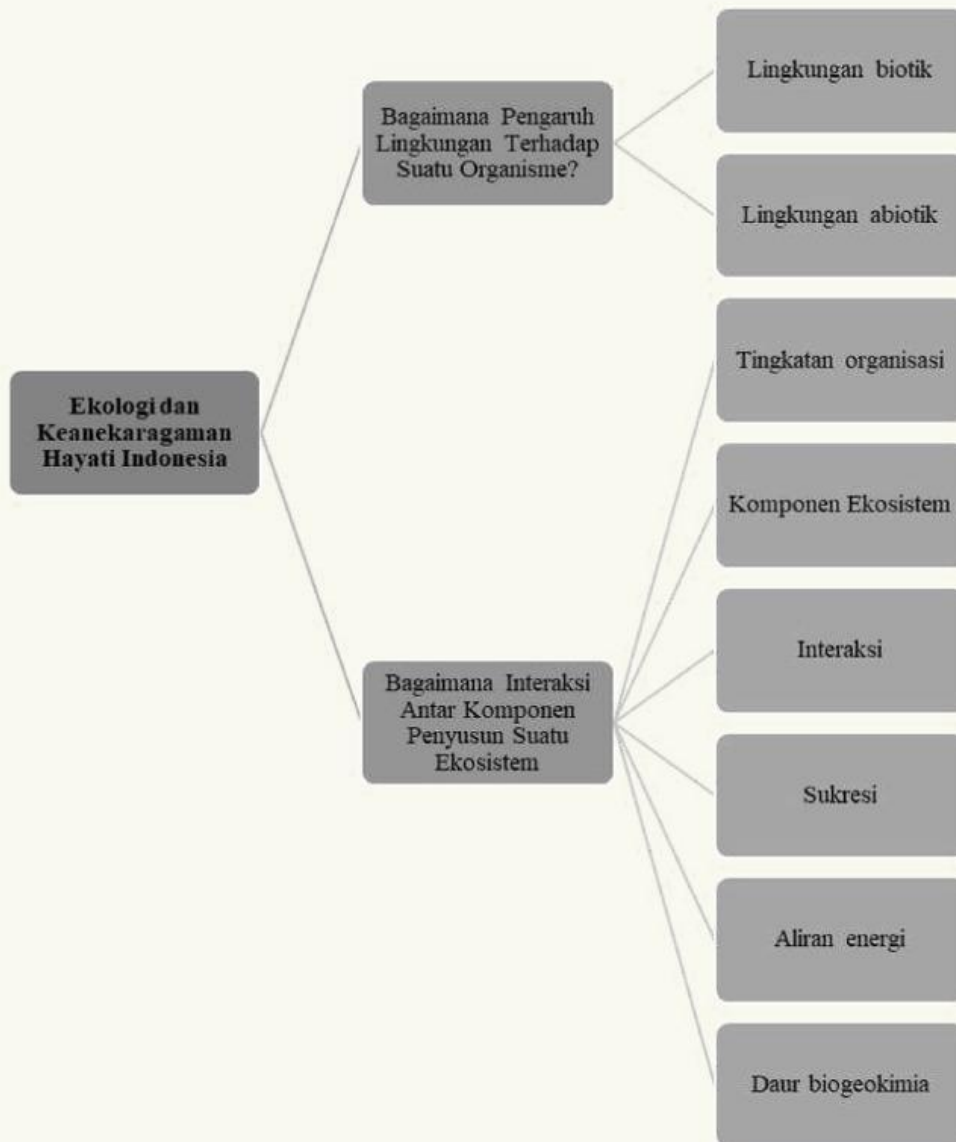 Ekologi dan
Keanekaragaman
Hayati Indonesia
Bagaimana Pengaruh
Lingkungan Terhadap
Suatu Organisme?
Lingkungan biotik
Lingkungan abiotik
Bagaimana Interaksi
Antar Komponen
Penyusun Suatu
Ekosistem
Tingkatan organisasi
Komponen Ekosistem
Interaksi
Sukresi
Aliran energi
Daur biogeokimia